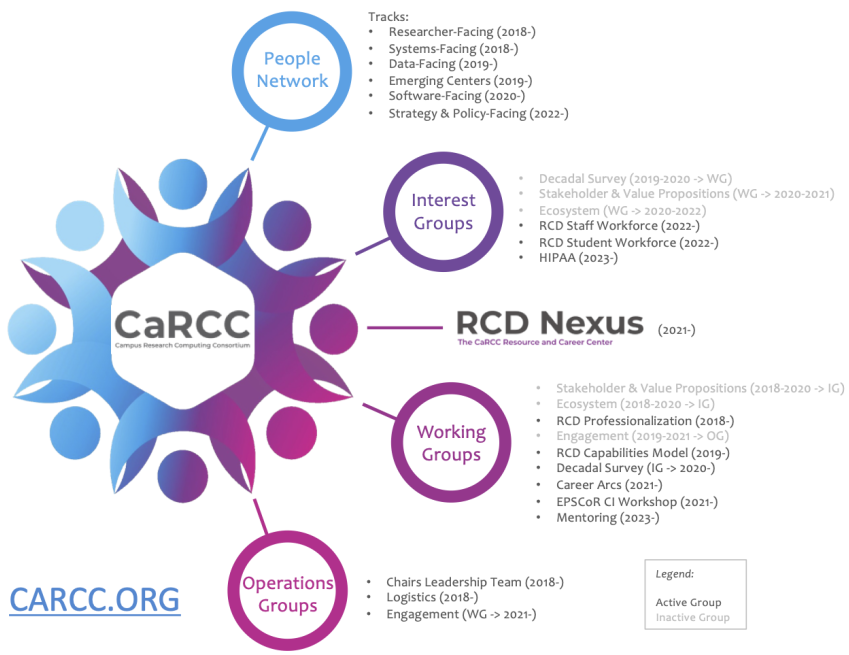 People
Network
Tracks:
• Researcher-Facing (2018-)
• Systems-Facing (2018-)
• Data-Facing (2019-)
• Emerging Centers (2019-)
• Software-Facing (2020-)
• Strategy & Policy-Facing (2022-)
Interest
Groups
• Decadal Survey (2019-2020 -> WG)
• Stakeholder & Value Propositions (WG -> 2020-2021)
• Ecosystem (WG -> 2020-2022)
• RCD Staff Workforce (2022-)
• RCD Student Workforce (2022-)
• HIPAA (2023-)
CaRCC
Campus Research Computing Consortium
RCD Nexus
The CaRCC Resource and Career Center
(2021-)
Working
Groups
• Stakeholder & Value Propositions (2018-2020 -> IG)
• Ecosystem (2018-2020 -> IG)
• RCD Professionalization (2018-)
• Engagement (2019-2021 -> OG)
• RCD Capabilities Model (2019-)
• Decadal Survey (IG -> 2020-)
• Career Arcs (2021-)
• EPSCoR CI Workshop (2021-)
• Mentoring (2023-)
Operations
Groups
• Chairs Leadership Team (2018-)
• Logistics (2018-)
• Engagement (WG -> 2021-)
CARCC.ORG
Legend:
Active Group
Inactive Group